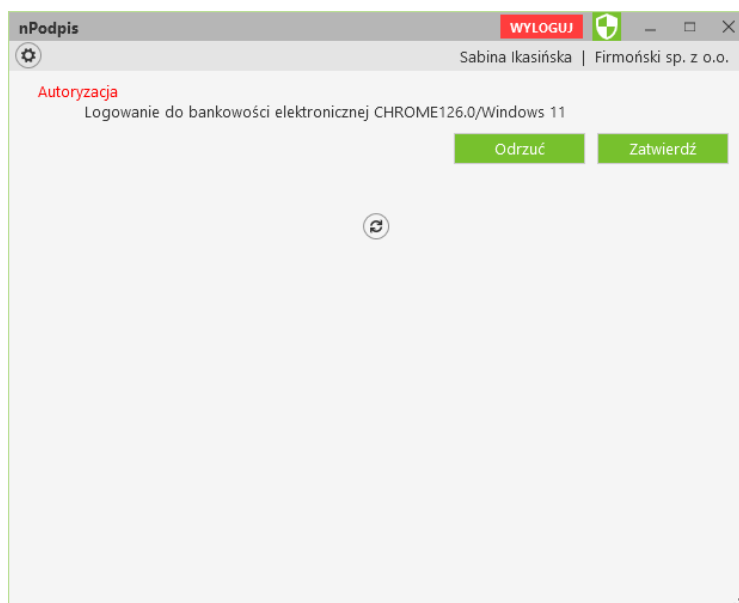 nPodpis WYLOGUJ
Sabina Ikasińska | Firmoński sp. z o.o.
Autoryzacja
Logowanie do bankowości elektronicznej CHROME126.0/Windows 11
Odrzuć Zatwierdź